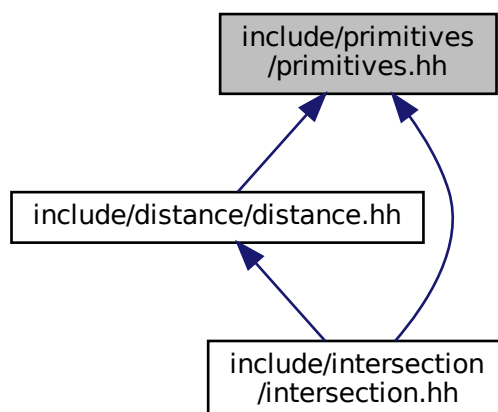 include/primitives
/primitives.hh
include/distance/distance.hh
include/intersection
/intersection.hh